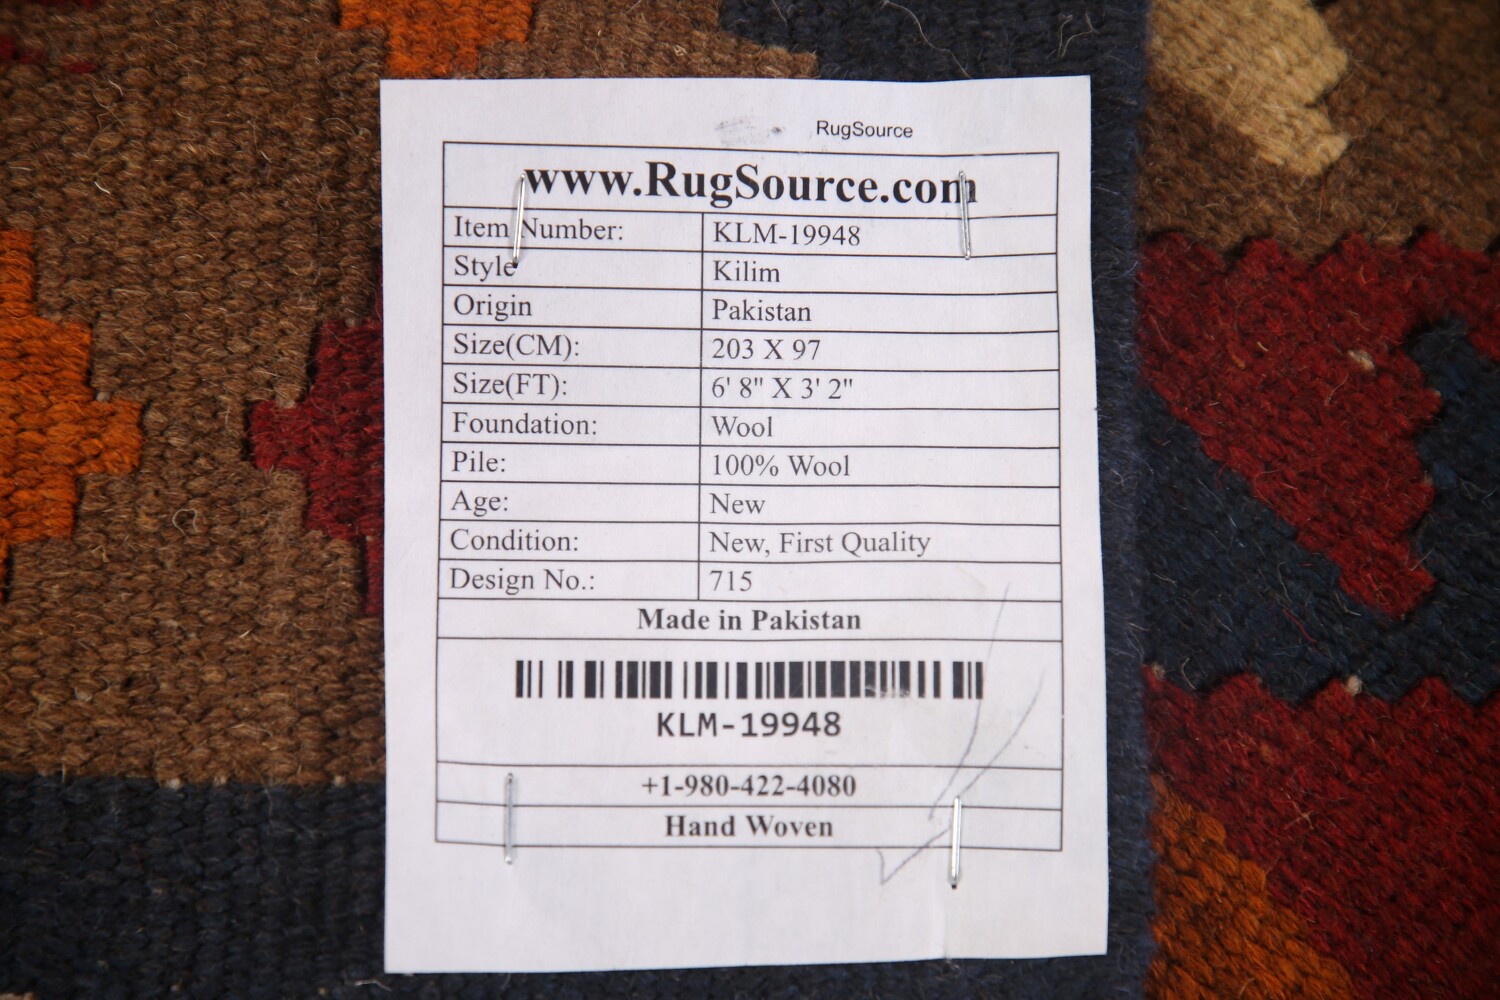 RugSource
www.RugSource.com
Item Number: KLM-19948
Style Kilim
Origin Pakistan
Size(CM): 203 X 97
Size(FT): 6' 8" X 3' 2"
Foundation: Wool
Pile: 100% Wool
Age: New
Condition: New, First Quality
Design No.: 715
Made in Pakistan
KLM-19948
+1-980-422-4080
Hand Woven